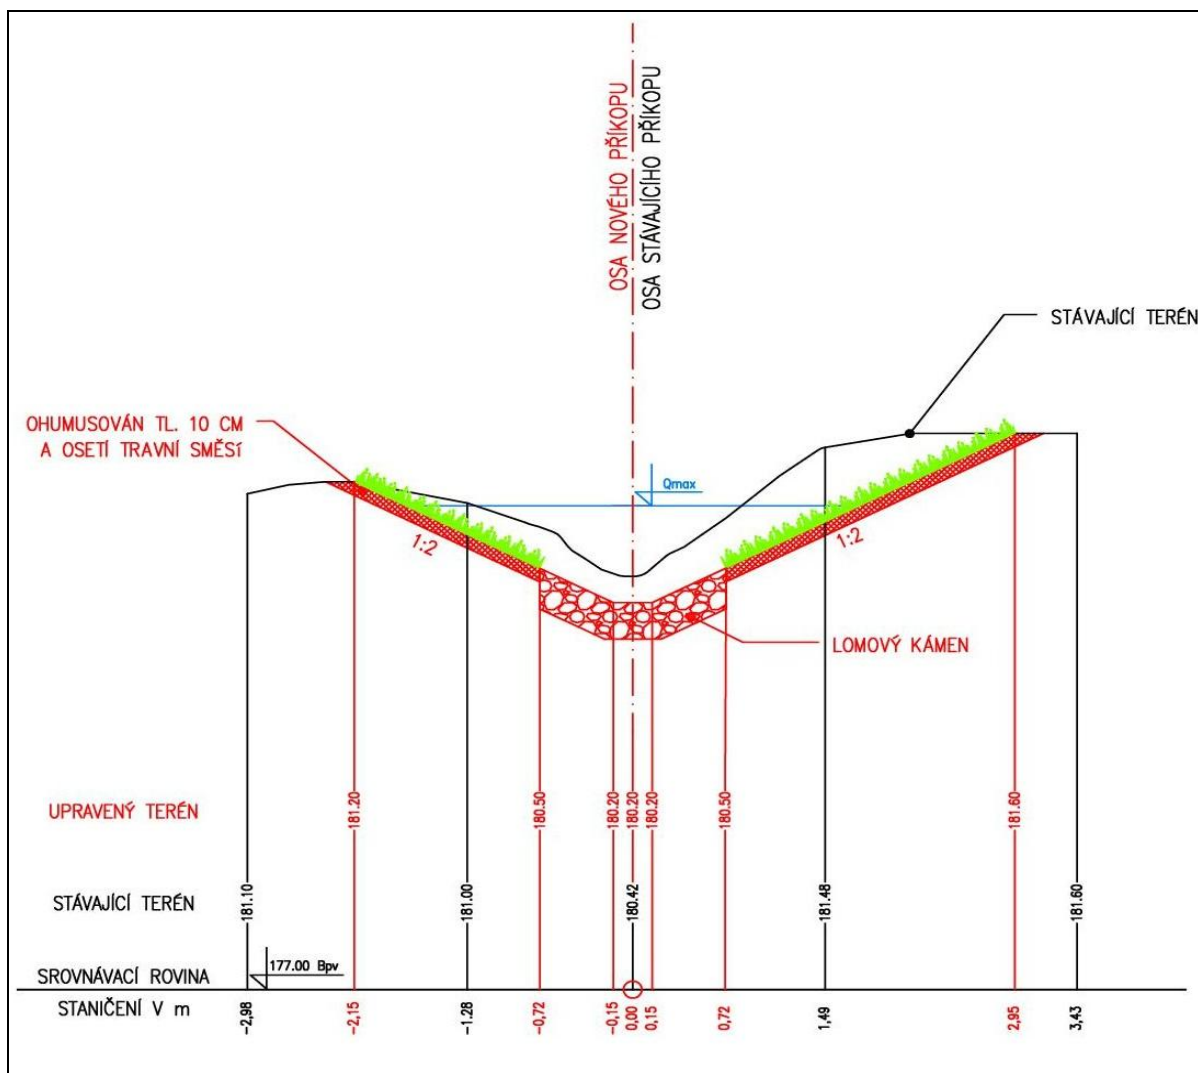 OSA NOVÉHO PŘÍKOPU
OSA STÁVAJÍCÍHO PŘÍKOPU
STÁVAJÍCÍ TERÉN
OHUMUSOVÁN TL. 10 CM
A OSETÍ TRAVNÍ SMĚSÍ
Qmax
1:2
1:2
LOMOVÝ KÁMEN
UPRAVENÝ TERÉN
181.20
180.50
180.20
180.20
180.20
180.50
181.60
STÁVAJÍCÍ TERÉN
181.10
181.00
180.42
181.48
181.60
SROVNÁVACÍ ROVINA
177.00 Bpv
STANIČENÍ V m
-2,98
-2,15
-1.28
-0,72
-0,15
0,00
0,15
0,72
1,49
2,95
3,43